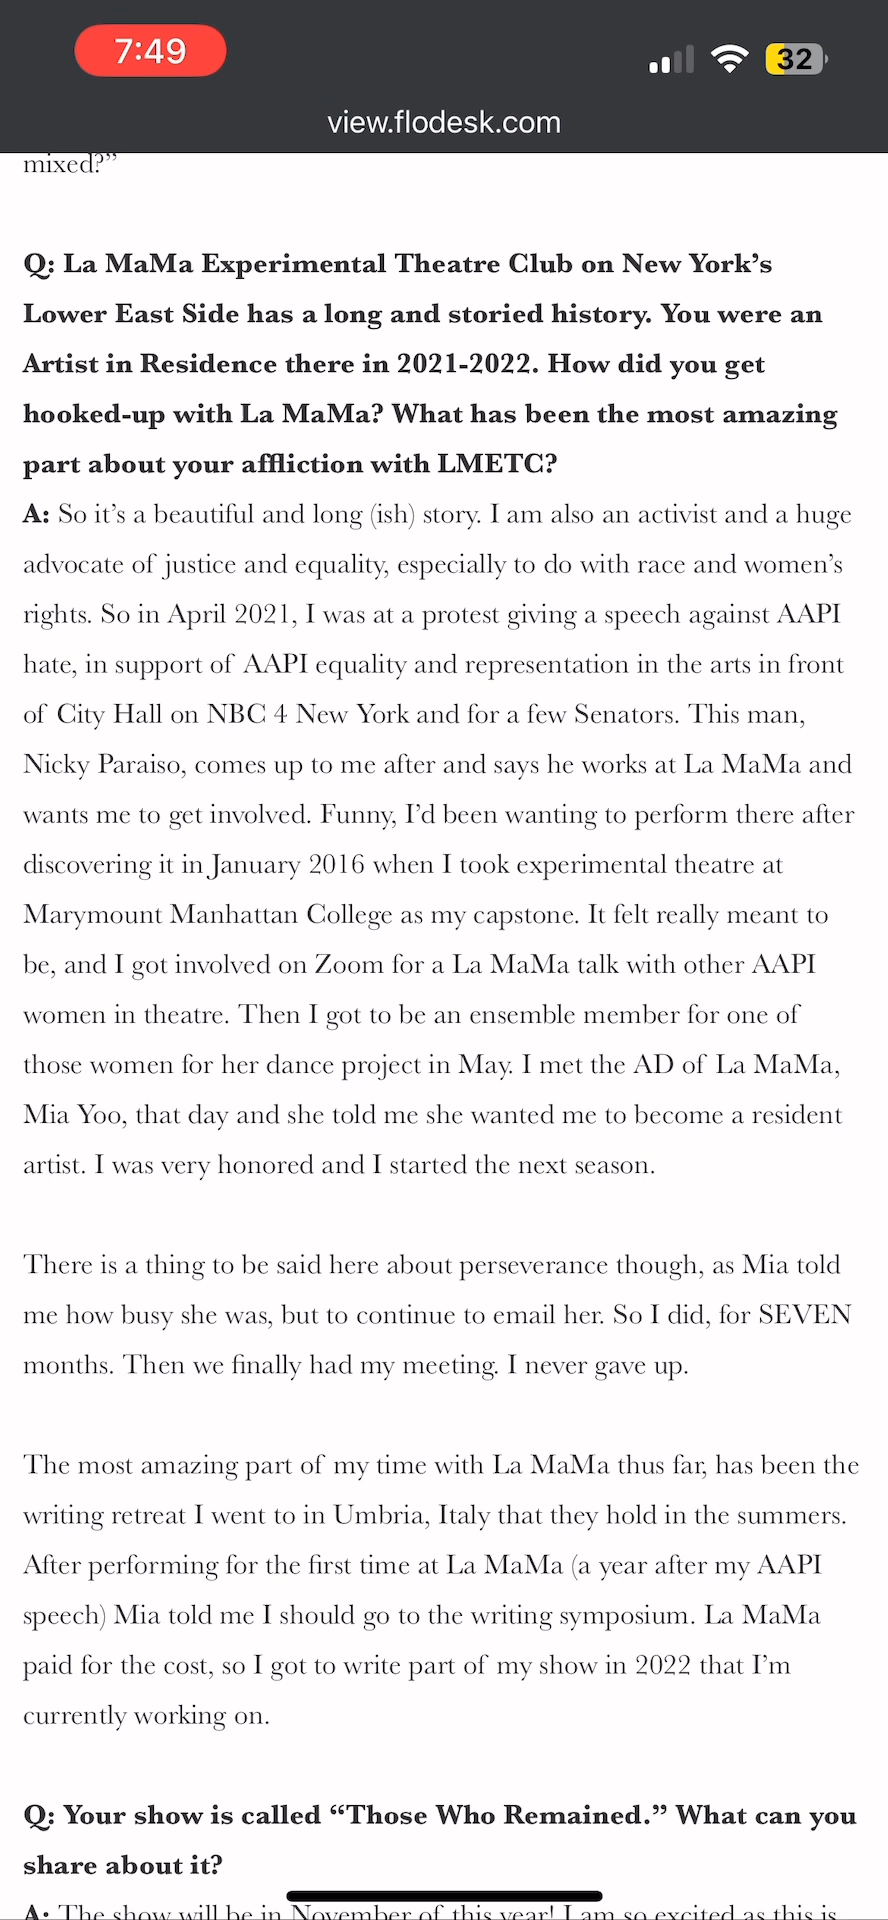 7:49
32
view.flodesk.com
mixed?”
Q: La MaMa Experimental Theatre Club on New York’s
Lower East Side has a long and storied history. You were an
Artist in Residence there in 2021-2022. How did you get
hooked-up with La MaMa? What has been the most amazing
part about your affliction with LMETC?
A: So it’s a beautiful and long (ish) story. I am also an activist and a huge
advocate of justice and equality, especially to do with race and women’s
rights. So in April 2021, I was at a protest giving a speech against AAPI
hate, in support of AAPI equality and representation in the arts in front
of City Hall on NBC 4 New York and for a few Senators. This man,
Nicky Paraiso, comes up to me after and says he works at La MaMa and
wants me to get involved. Funny, I’d been wanting to perform there after
discovering it in January 2016 when I took experimental theatre at
Marymount Manhattan College as my capstone. It felt really meant to
be, and I got involved on Zoom for a La MaMa talk with other AAPI
women in theatre. Then I got to be an ensemble member for one of
those women for her dance project in May. I met the AD of La MaMa,
Mia Yoo, that day and she told me she wanted me to become a resident
artist. I was very honored and I started the next season.
There is a thing to be said here about perseverance though, as Mia told
me how busy she was, but to continue to email her. So I did, for SEVEN
months. Then we finally had my meeting. I never gave up.
The most amazing part of my time with La MaMa thus far, has been the
writing retreat I went to in Umbria, Italy that they hold in the summers.
After performing for the first time at La MaMa (a year after my AAPI
speech) Mia told me I should go to the writing symposium. La MaMa
paid for the cost, so I got to write part of my show in 2022 that I’m
currently working on.
Q: Your show is called “Those Who Remained.” What can you
share about it?
A: The show will be in November of this year! I am so excited as this is